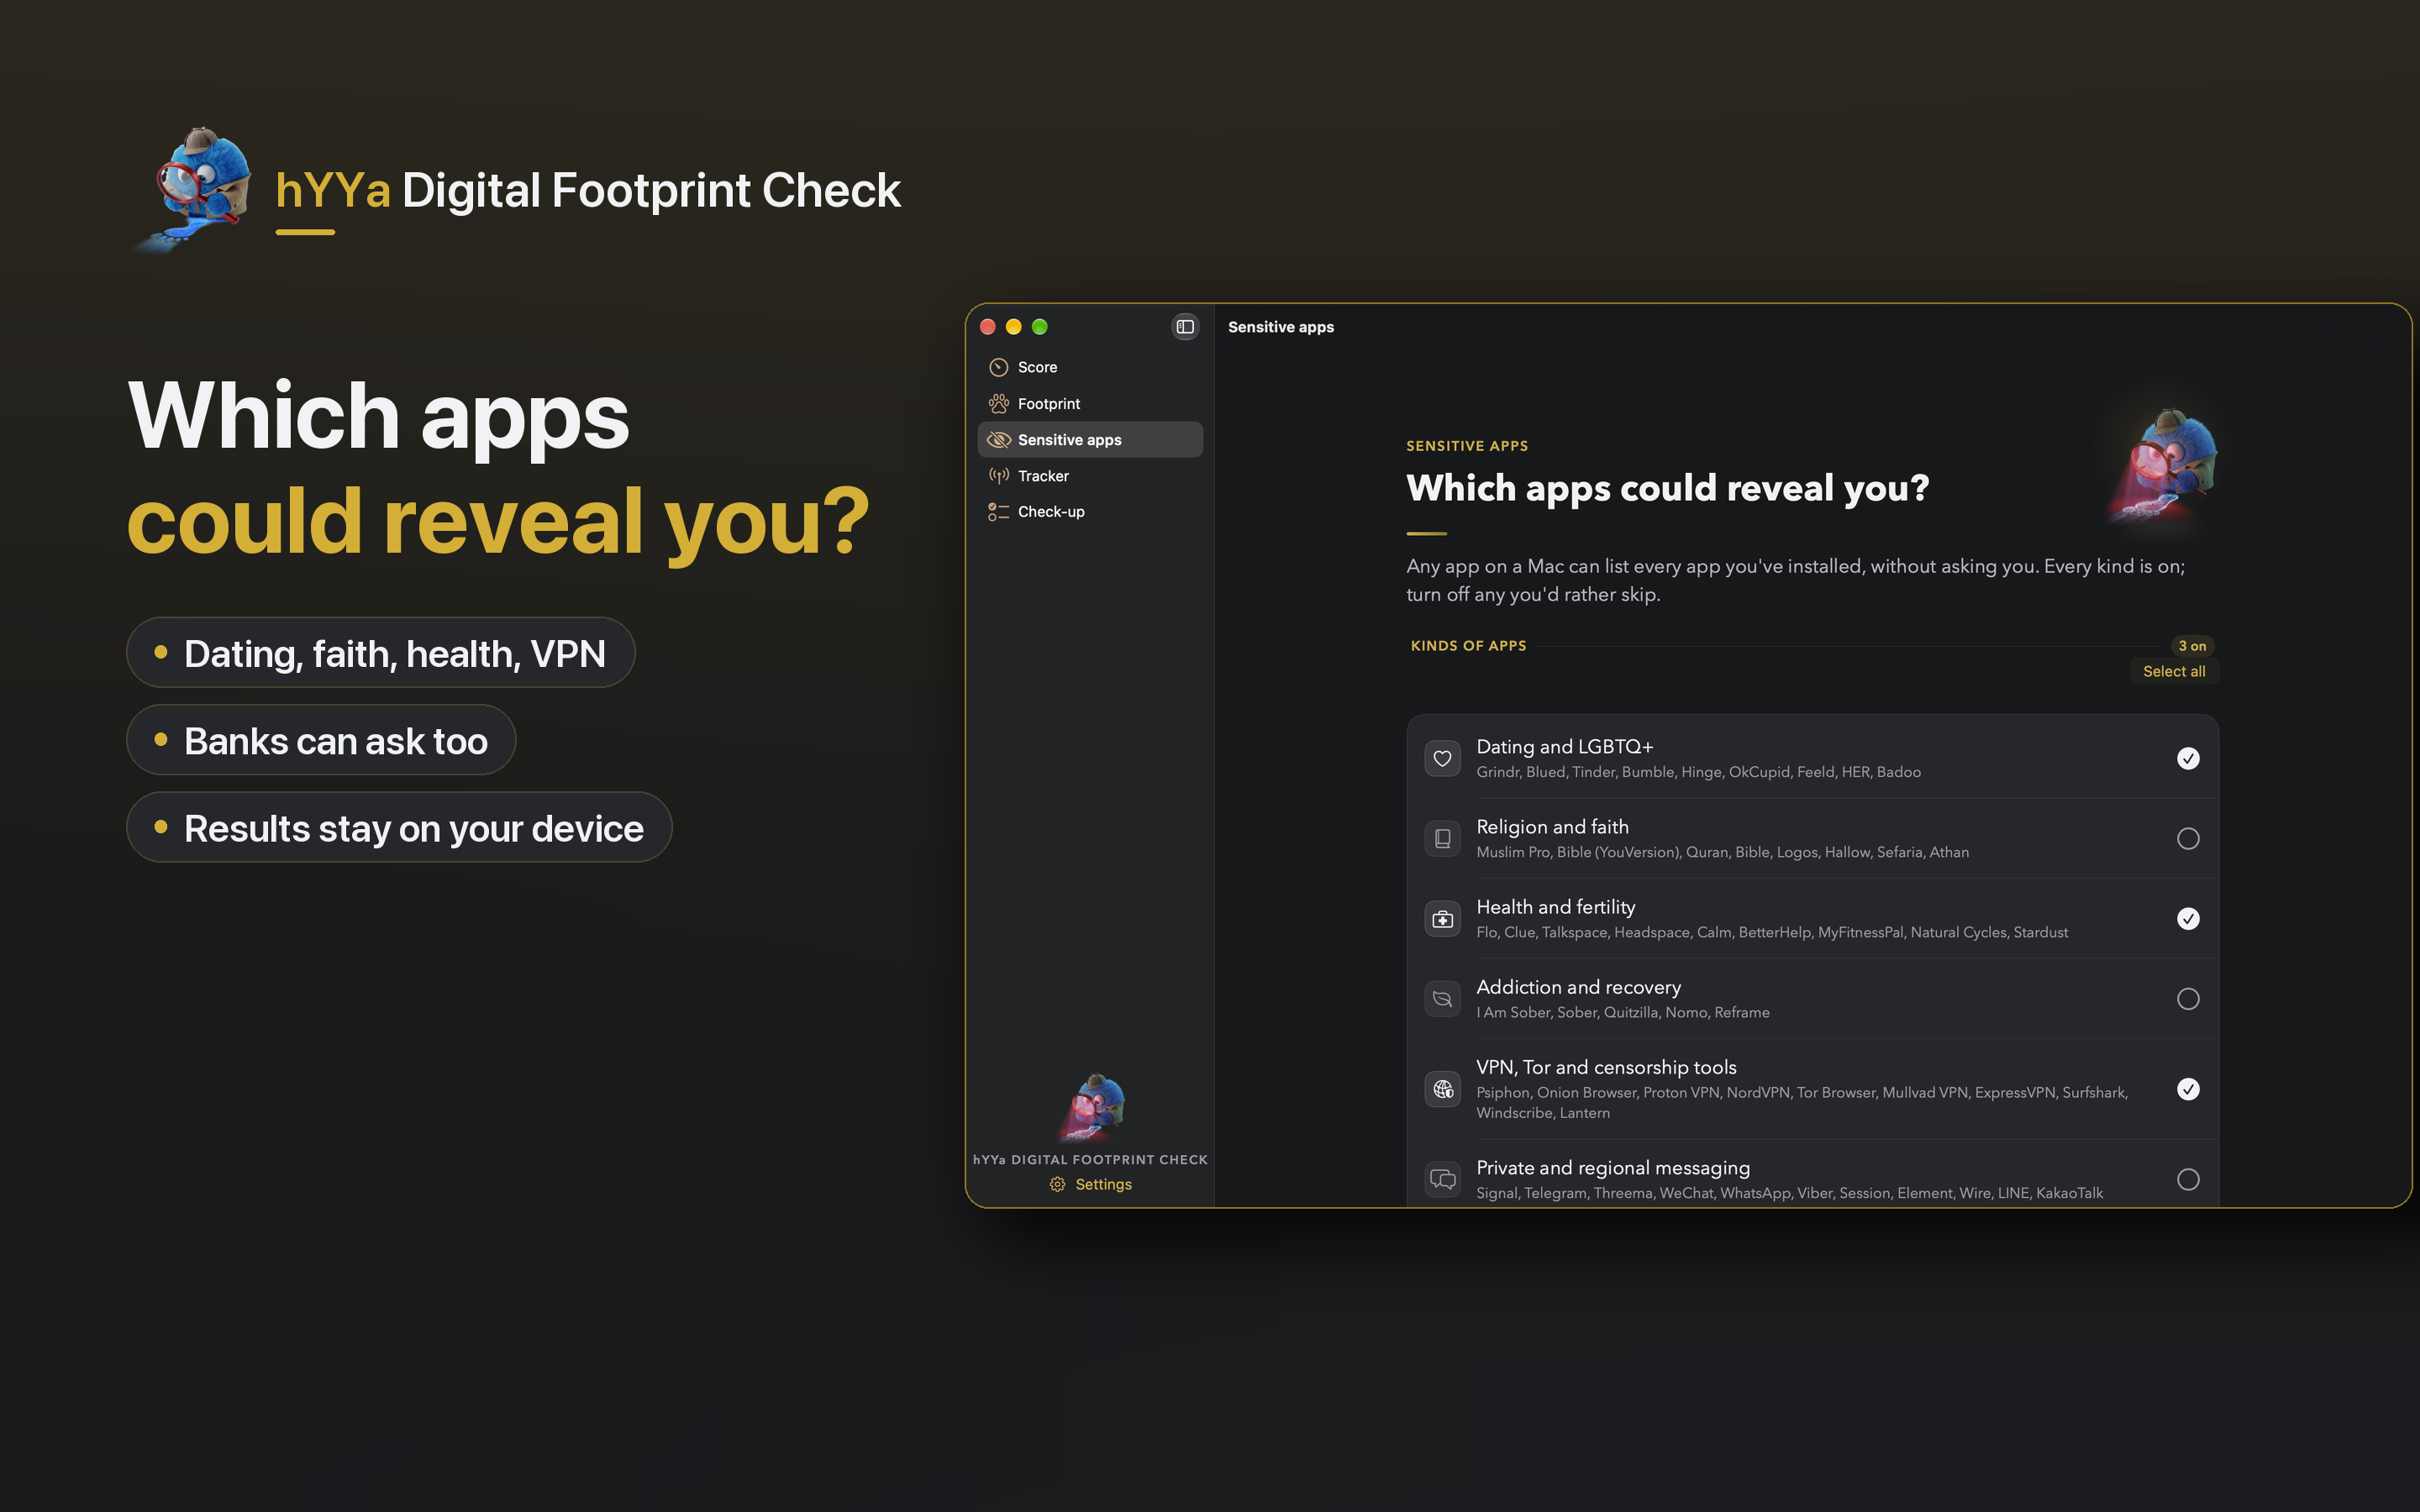 hYYa Digital Footprint Check
Which apps
could reveal you?
Dating, faith, health, VPN
Banks can ask too
Results stay on your device
Score
Footprint
Sensitive apps
Tracker
Check-up
hYYa DIGITAL FOOTPRINT CHECK
Settings
Sensitive apps
SENSITIVE APPS
Which apps could reveal you?
Any app on a Mac can list every app you've installed, without asking you. Every kind is on;
turn off any you'd rather skip.
KINDS OF APPS
3 on
Select all
Dating and LGBTQ+
Grindr, Blued, Tinder, Bumble, Hinge, OkCupid, Feeld, HER, Badoo
Religion and faith
Muslim Pro, Bible (YouVersion), Quran, Bible, Logos, Hallow, Sefaria, Athan
Health and fertility
Flo, Clue, Talkspace, Headspace, Calm, BetterHelp, MyFitnessPal, Natural Cycles, Stardust
Addiction and recovery
I Am Sober, Sober, Quitzilla, Nomo, Reframe
VPN, Tor and censorship tools
Psiphon, Onion Browser, Proton VPN, NordVPN, Tor Browser, Mullvad VPN, ExpressVPN, Surfshark,
Windscribe, Lantern
Private and regional messaging
Signal, Telegram, Threema, WeChat, WhatsApp, Viber, Session, Element, Wire, LINE, KakaoTalk